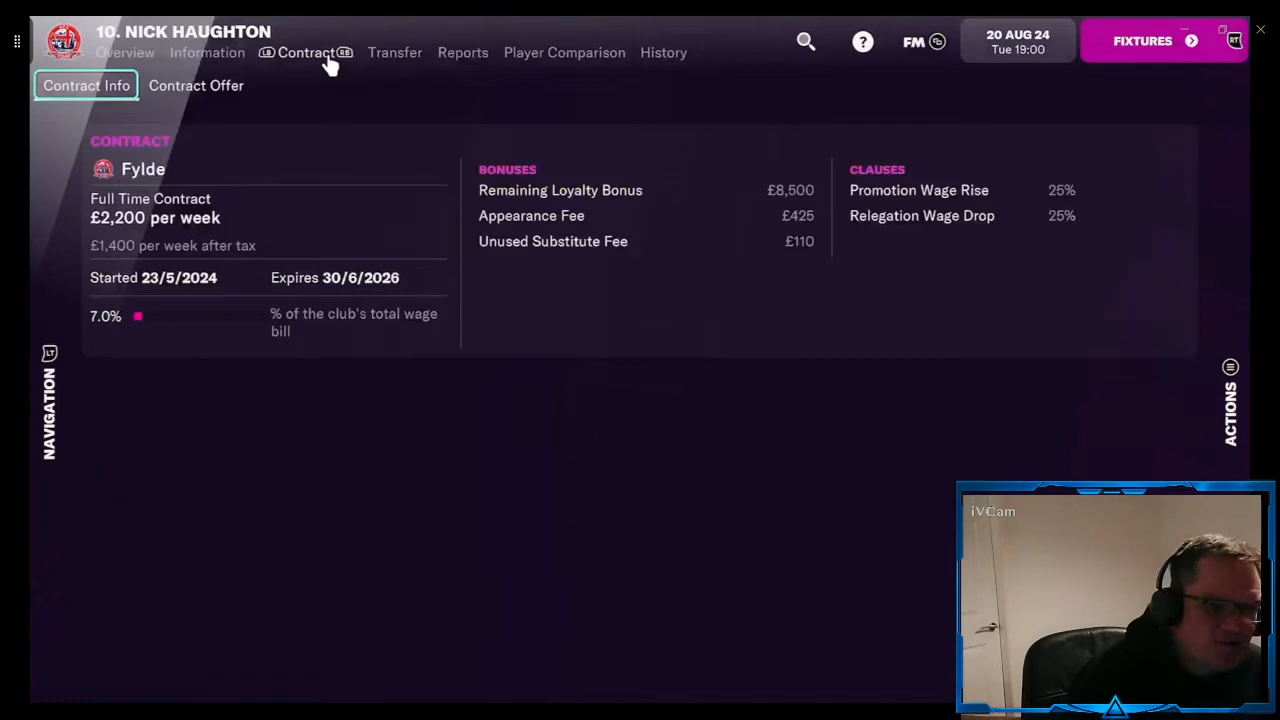 10. NICK HAUGHTON
Overview Information LB Contract RB Transfer Reports Player Comparison History
FM
20 AUG 24
Tue 19:00
FIXTURES
RT
Contract Info Contract Offer
CONTRACT
Fylde
Full Time Contract
£2,200 per week
£1,400 per week after tax
Started 23/5/2024 Expires 30/6/2026
7.0% % of the club's total wage
bill
BONUSES
Remaining Loyalty Bonus £8,500
Appearance Fee £425
Unused Substitute Fee £110
CLAUSES
Promotion Wage Rise 25%
Relegation Wage Drop 25%
LT
NAVIGATION
ACTIONS
iVCam